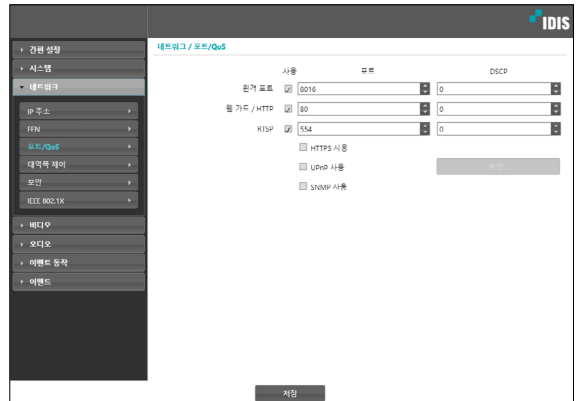 IDIS
간편 설정
시스템
네트워크
IP 주소
FEN
포트/QoS
대역폭 제어
보안
IEEE 802.1X
비디오
오디오
이벤트 동작
이벤트
네트워크 / 포트/QoS
사용 포트 DSCP
원격 포트 8016 0
웹 가드 / HTTP 80 0
RTSP 554 0
HTTPS 사용
UPnP 사용
SNMP 사용
저장